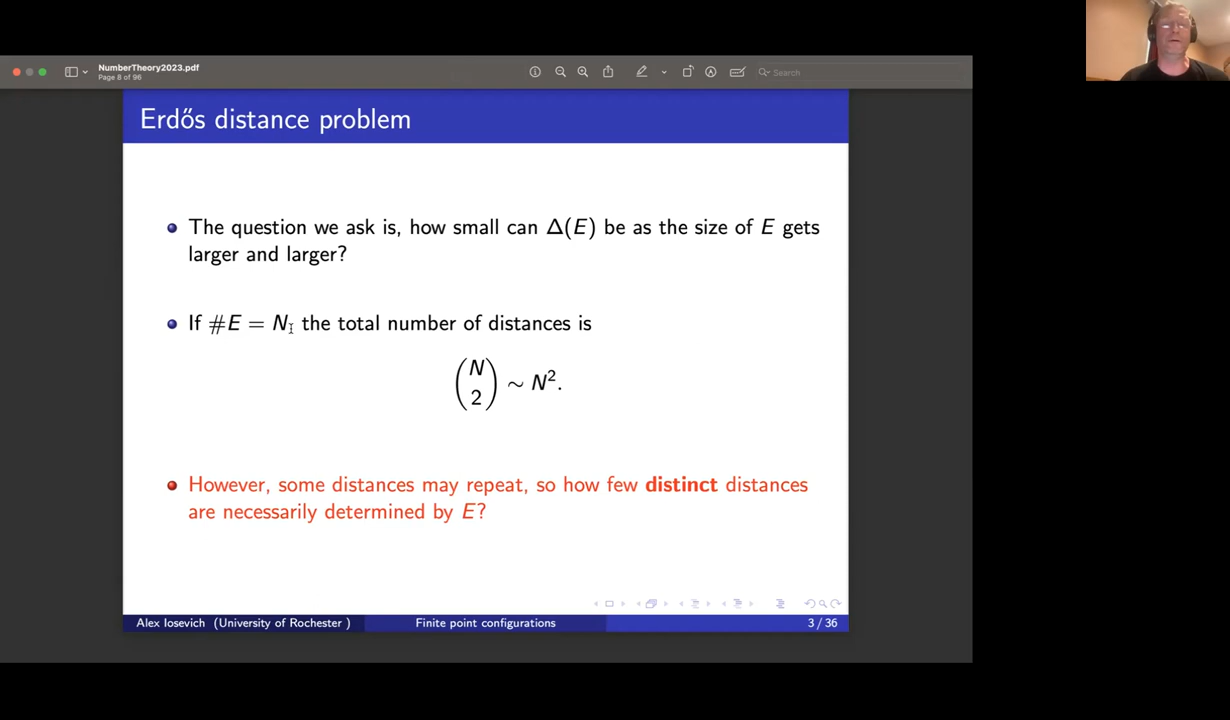 NumberTheory2023.pdf
Page 8 of 96
Search
Erdős distance problem
The question we ask is, how small can Δ(E) be as the size of E gets
larger and larger?
If #E = N, the total number of distances is
(N 2) ∼ N².
However, some distances may repeat, so how few distinct distances
are necessarily determined by E?
Alex Iosevich (University of Rochester )
Finite point configurations
3 / 36